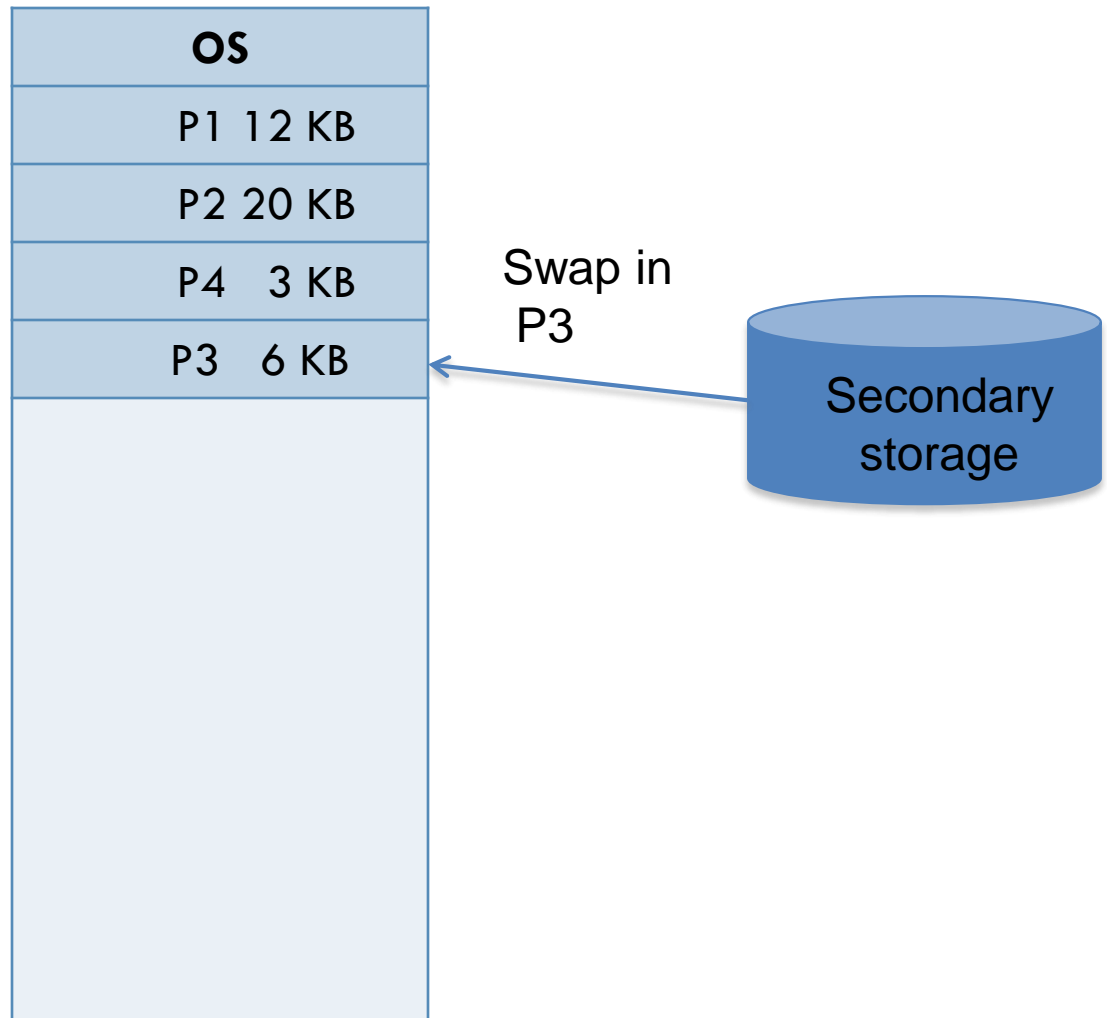 OS
P1 12 KB
P2 20 KB
P4 3 KB
P3 6 KB
Swap in
P3
Secondary
storage